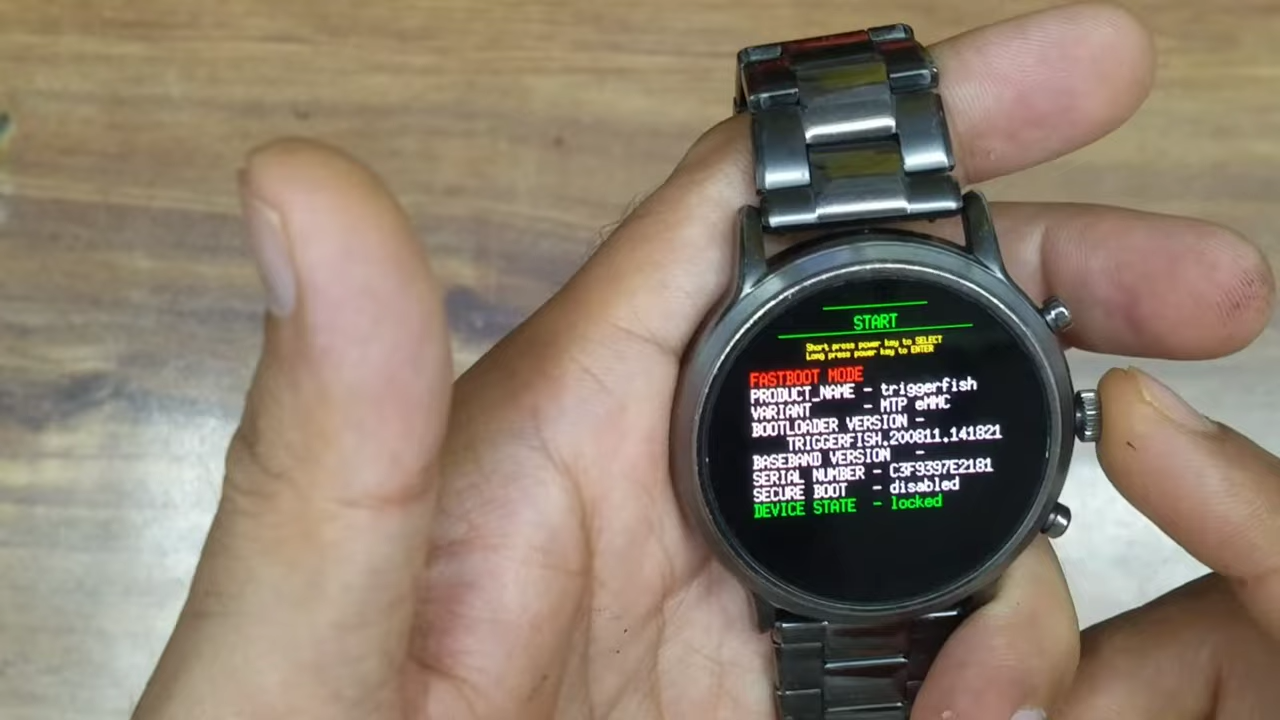 START
Short press power key to SELECT
Long press power key to ENTER
FASTBOOT MODE
PRODUCT_NAME - triggerfish
VARIANT - MTP eMMC
BOOTLOADER VERSION -
TRIGGERFISH.200811.141821
BASEBAND VERSION -
SERIAL NUMBER - C3F9397E2181
SECURE BOOT - disabled
DEVICE STATE - locked